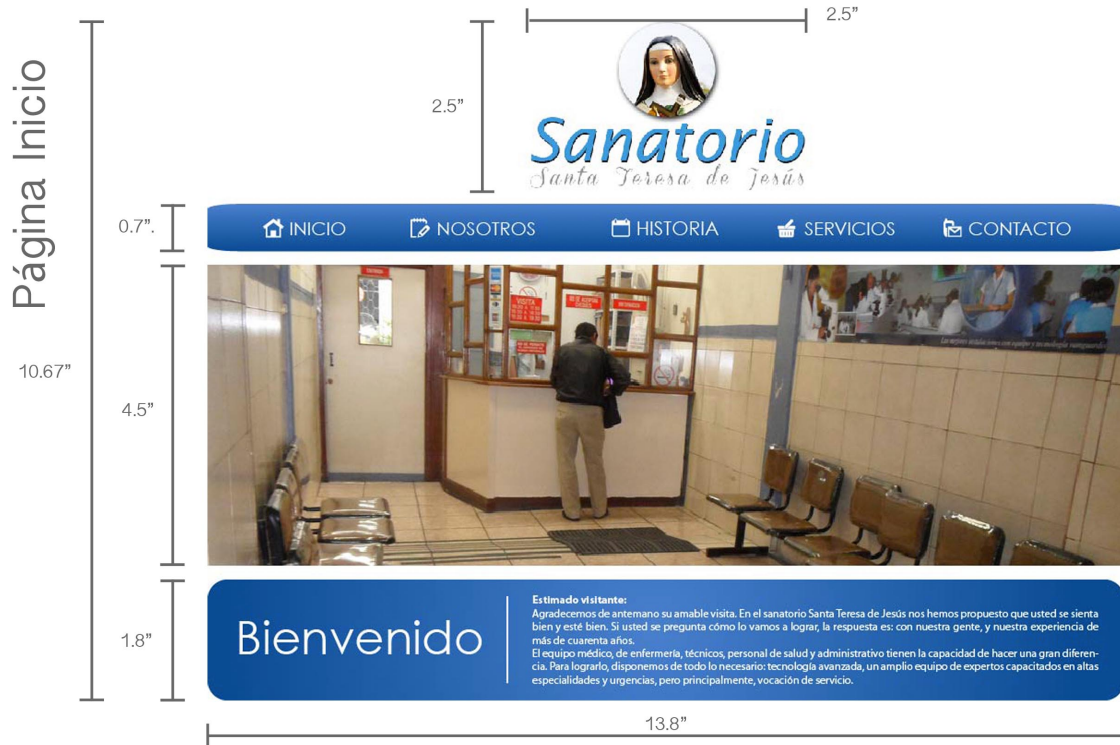 Página Inicio
2.5”
2.5”
Sanatorio
Santa Teresa de Jesús
0.7”.
INICIO NOSOTROS HISTORIA SERVICIOS CONTACTO
VISITA
10.67”
4.5”
1.8”
Bienvenido
Estimado visitante:
Agradecemos de antemano su amable visita. En el sanatorio Santa Teresa de Jesús nos hemos propuesto que usted se sienta
bien y esté bien. Si usted se pregunta cómo lo vamos a lograr, la respuesta es: con nuestra gente, y nuestra experiencia de
más de cuarenta años.
El equipo médico, de enfermería, técnicos, personal de salud y administrativo tienen la capacidad de hacer una gran diferen-
cia. Para lograrlo, disponemos de todo lo necesario: tecnología avanzada, un amplio equipo de expertos capacitados en altas
especialidades y urgencias, pero principalmente, vocación de servicio.
13.8”